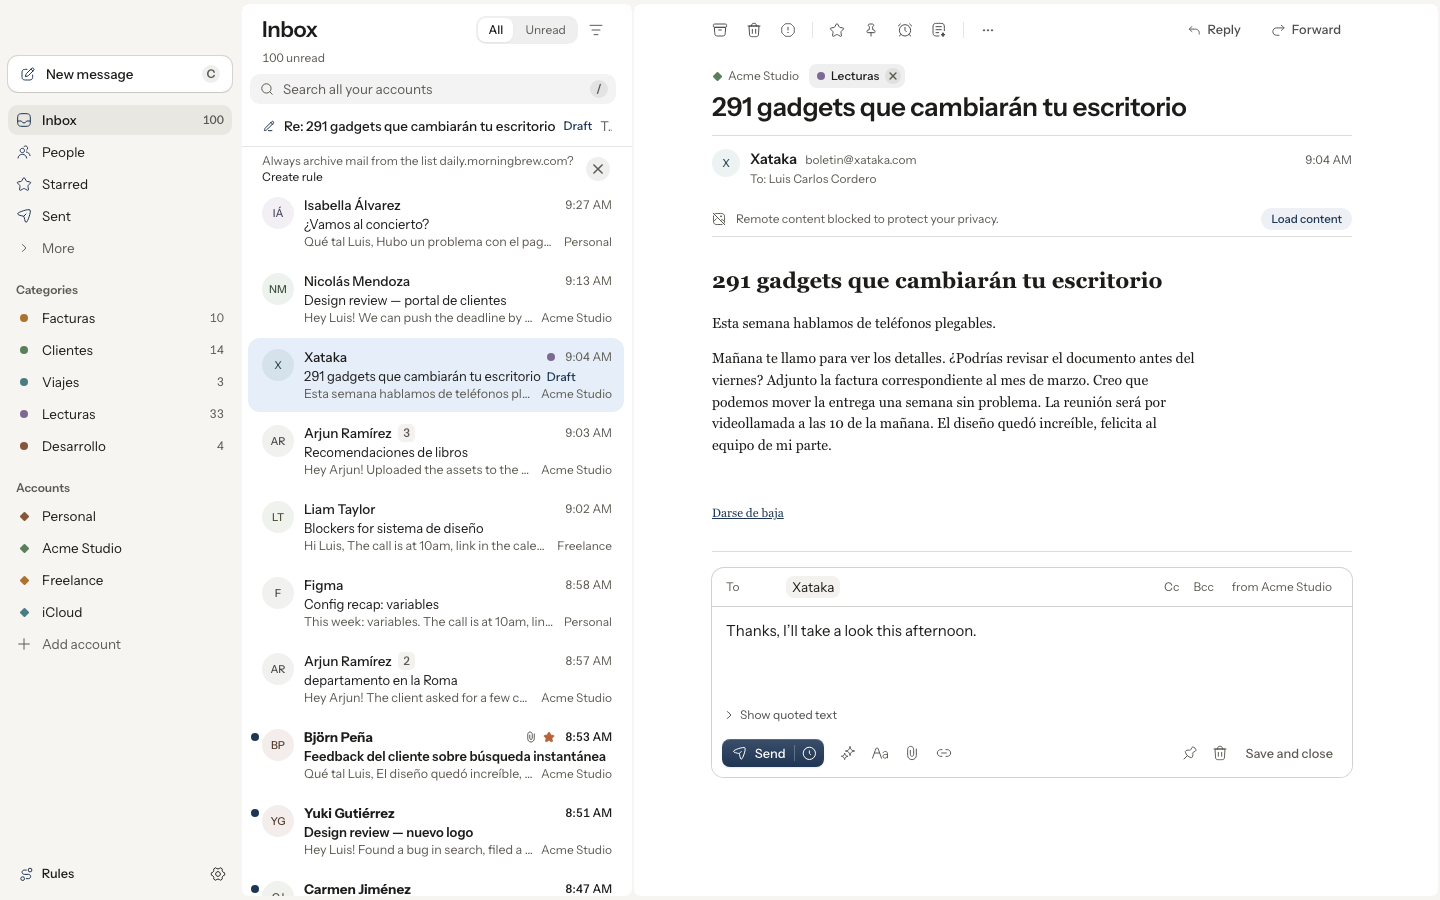 New message
C
Inbox
100
People
Starred
Sent
More
Categories
Facturas
10
Clientes
14
Viajes
3
Lecturas
33
Desarrollo
4
Accounts
Personal
Acme Studio
Freelance
iCloud
Add account
Rules
Inbox
All
Unread
100 unread
Search all your accounts
/
Re: 291 gadgets que cambiarán tu escritorio Draft T..
Always archive mail from the list daily.morningbrew.com?
Create rule
IÁ
Isabella Álvarez 9:27 AM
¿Vamos al concierto?
Qué tal Luis, Hubo un problema con el pag... Personal
NM
Nicolás Mendoza 9:13 AM
Design review — portal de clientes
Hey Luis! We can push the deadline by ... Acme Studio
X
Xataka 9:04 AM
291 gadgets que cambiarán tu escritorio Draft
Esta semana hablamos de teléfonos pl... Acme Studio
AR
Arjun Ramírez 3 9:03 AM
Recomendaciones de libros
Hey Arjun! Uploaded the assets to the ... Acme Studio
LT
Liam Taylor 9:02 AM
Blockers for sistema de diseño
Hi Luis, The call is at 10am, link in the cale... Freelance
F
Figma 8:58 AM
Config recap: variables
This week: variables. The call is at 10am, lin... Personal
AR
Arjun Ramírez 2 8:57 AM
departamento en la Roma
Hey Arjun! The client asked for a few c... Acme Studio
BP
Björn Peña 8:53 AM
Feedback del cliente sobre búsqueda instantánea
Qué tal Luis, El diseño quedó increíble, ... Acme Studio
YG
Yuki Gutiérrez 8:51 AM
Design review — nuevo logo
Hey Luis! Found a bug in search, filed a ... Acme Studio
Carmen Jiménez 8:47 AM
Reply
Forward
Acme Studio
Lecturas
291 gadgets que cambiarán tu escritorio
X
Xataka boletin@xataka.com 9:04 AM
To: Luis Carlos Cordero
Remote content blocked to protect your privacy.
Load content
291 gadgets que cambiarán tu escritorio
Esta semana hablamos de teléfonos plegables.
Mañana te llamo para ver los detalles. ¿Podrías revisar el documento antes del
viernes? Adjunto la factura correspondiente al mes de marzo. Creo que
podemos mover la entrega una semana sin problema. La reunión será por
videollamada a las 10 de la mañana. El diseño quedó increíble, felicita al
equipo de mi parte.
Darse de baja
To Xataka Cc Bcc from Acme Studio
Thanks, I'll take a look this afternoon.
Show quoted text
Send
Aa
Save and close